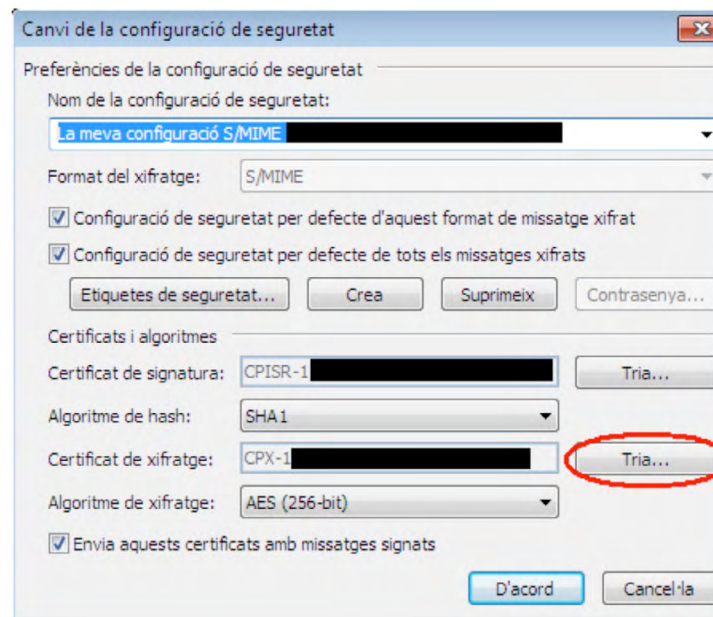 Canvi de la configuració de seguretat
Preferències de la configuració de seguretat
Nom de la configuració de seguretat:
La meva configuració S/MIME
Format del xifratge: S/MIME
Configuració de seguretat per defecte d'aquest format de missatge xifrat
Configuració de seguretat per defecte de tots els missatges xifrats
Etiquetes de seguretat... Crea Suprimeix Contrasenya...
Certificats i algoritmes
Certificat de signatura: CPISR-1 Tria...
Algoritme de hash: SHA1
Certificat de xifratge: CPX-1 Tria...
Algoritme de xifratge: AES (256-bit)
Envia aquests certificats amb missatges signats
D'acord Cancel·la